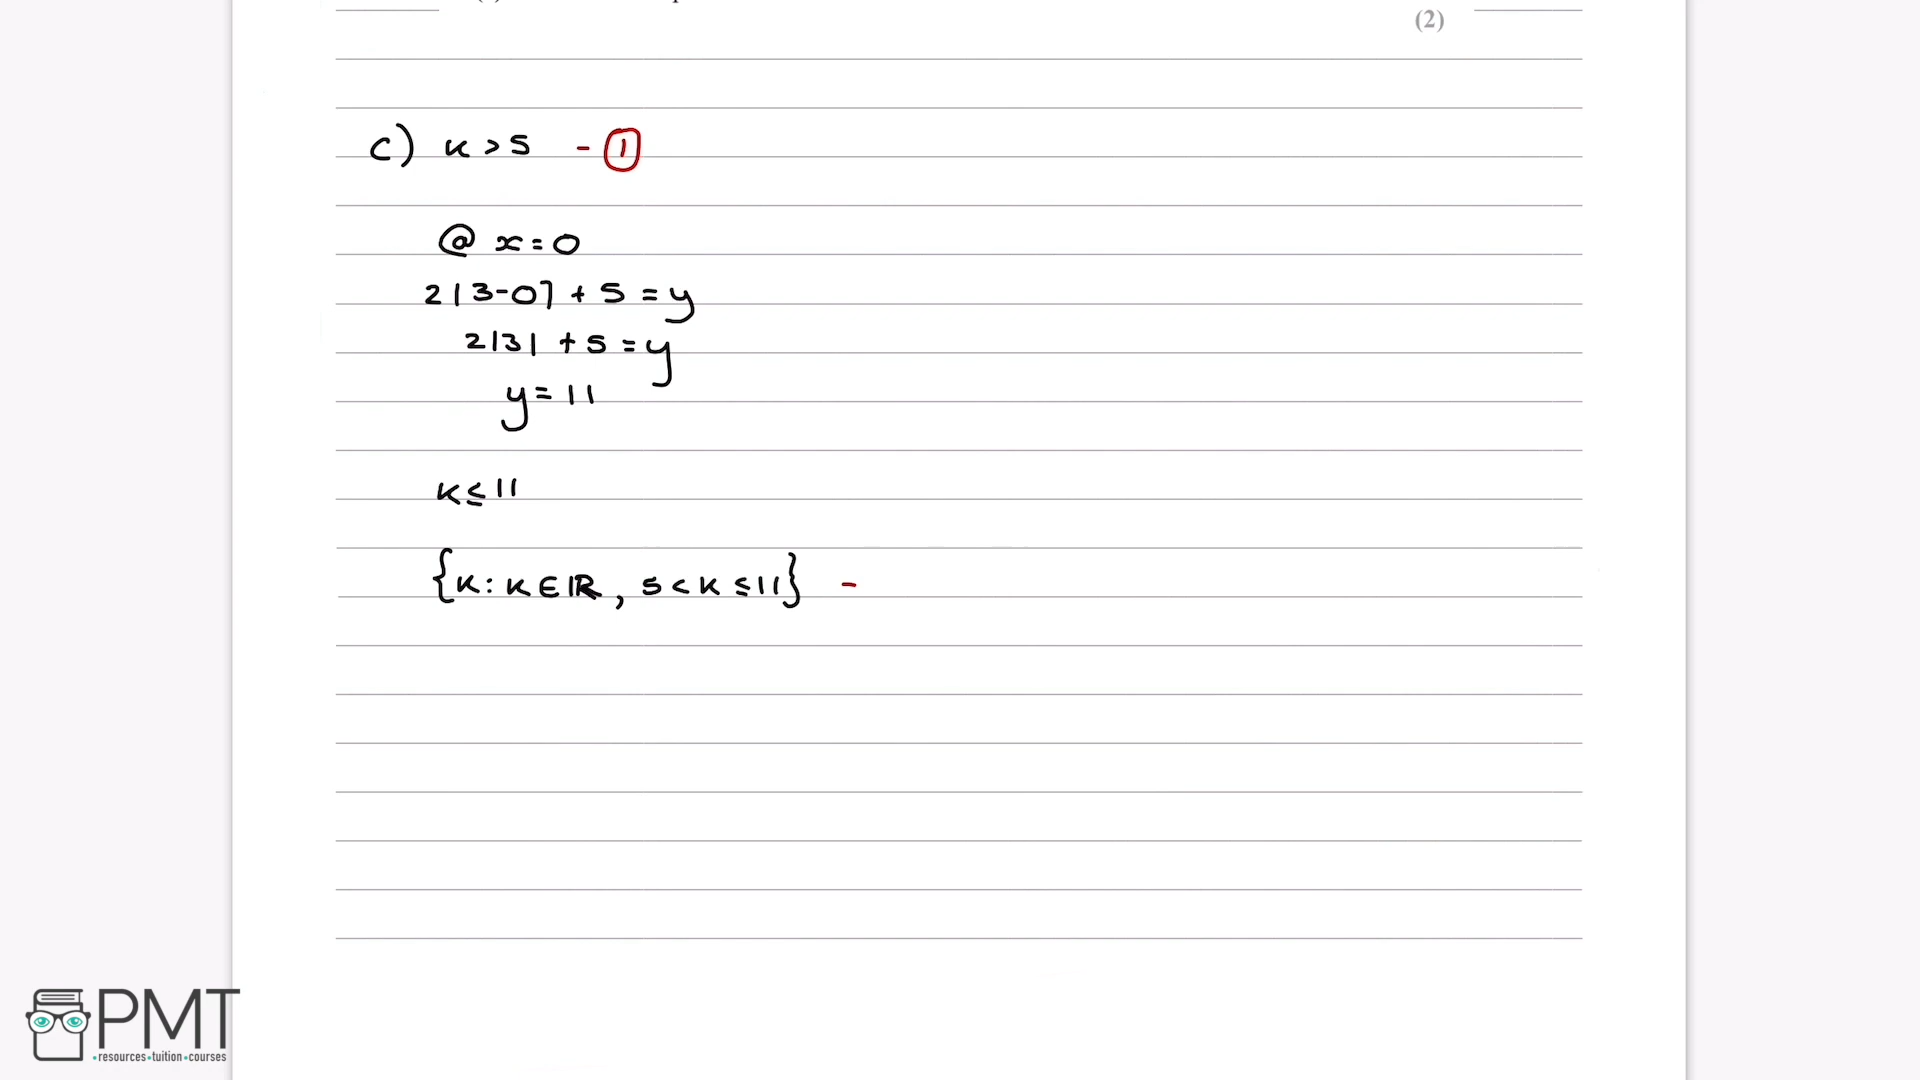 (2)
c) k > 5 - ①
@ x = 0
2|3-0| + 5 = y
2|3| + 5 = y
y = 11
k ≤ 11
{k : k ∈ ℝ, 5 < k ≤ 11} -
PMT
•resources•tuition•courses